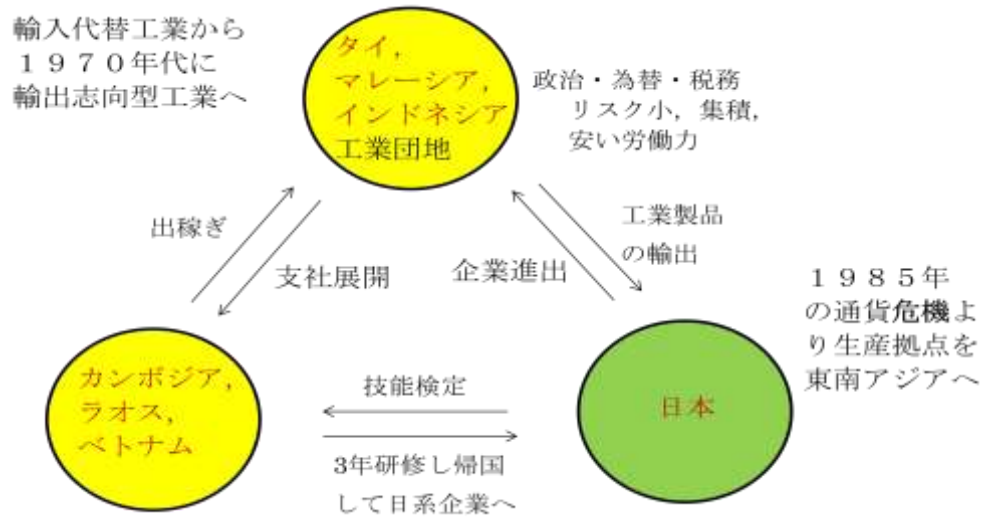 輸入代替工業から
１９７０年代に
輸出志向型工業へ
タイ，
マレーシア，
インドネシア
工業団地
政治・為替・税務
リスク小，集積，
安い労働力
出稼ぎ
支社展開
企業進出
工業製品
の輸出
１９８５年
の通貨危機よ
り生産拠点を
東南アジアへ
カンボジア，
ラオス，
ベトナム
技能検定
3年研修し帰国
して日系企業へ
日本